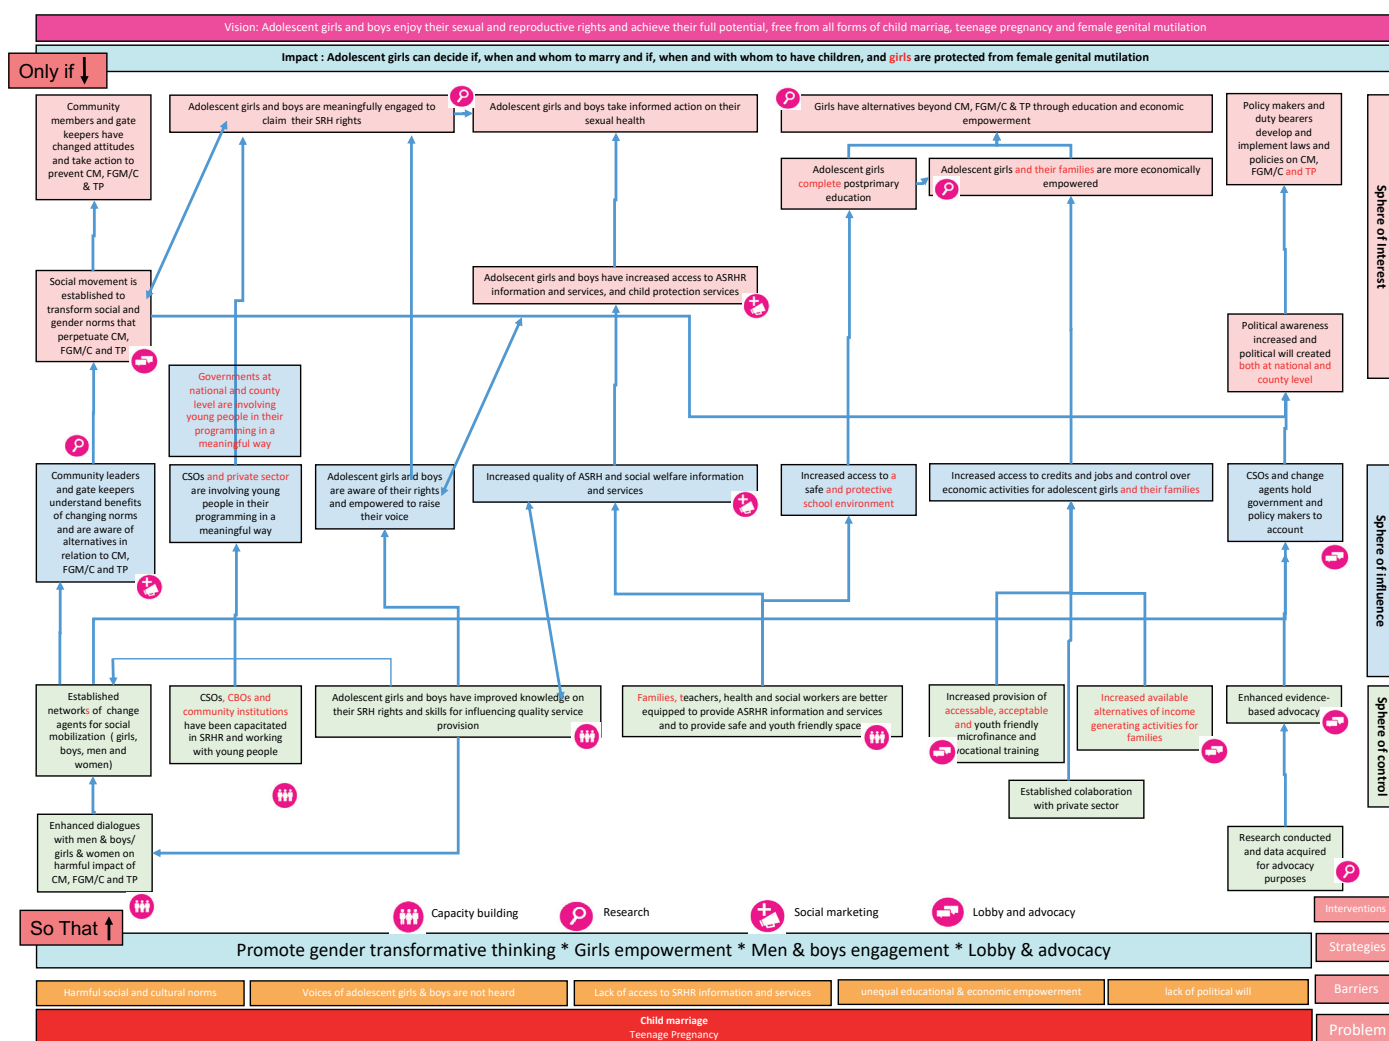 Vision: Adolescent girls and boys enjoy their sexual and reproductive rights and achieve their full potential, free from all forms of child marriag, teenage pregnancy and female genital mutilation
Impact : Adolescent girls can decide if, when and whom to marry and if, when and with whom to have children, and girls are protected from female genital mutilation
Only if
Community
members and gate
keepers have
changed attitudes
and take action to
prevent CM, FGM/C
& TP
Adolescent girls and boys are meaningfully engaged to
claim their SRH rights
Adolescent girls and boys take informed action on their
sexual health
Girls have alternatives beyond CM, FGM/C & TP through education and economic
empowerment
Policy makers and
duty bearers
develop and
implement laws and
policies on CM,
FGM/C and TP
Adolescent girls
complete postprimary
education
Adolescent girls and their families are more economically
empowered
Sphere of Interest
Social movement is
established to
transform social and
gender norms that
perpetuate CM,
FGM/C and TP
Adolsecent girls and boys have increased access to ASRHR
information and services, and child protection services
Political awareness
increased and
political will created
both at national and
county level
Governments at
national and county
level are involving
young people in their
programming in a
meaningful way
Community leaders
and gate keepers
understand benefits
of changing norms
and are aware of
alternatives in
relation to CM,
FGM/C and TP
CSOs and private sector
are involving young
people in their
programming in a
meaningful way
Adolescent girls and boys
are aware of their rights
and empowered to raise
their voice
Increased quality of ASRH and social welfare information
and services
Increased access to a
safe and protective
school environment
Increased access to credits and jobs and control over
economic activities for adolescent girls and their families
CSOs and change
agents hold
government and
policy makers to
account
Sphere of influence
Established
networks of change
agents for social
mobilization ( girls,
boys, men and
women)
CSOs, CBOs and
community institutions
have been capacitated
in SRHR and working
with young people
Adolescent girls and boys have improved knowledge on
their SRH rights and skills for influencing quality service
provision
Families, teachers, health and social workers are better
equipped to provide ASRHR information and services
and to provide safe and youth friendly space
Increased provision of
accessable, acceptable
and youth friendly
microfinance and
vocational training
Increased available
alternatives of income
generating activities for
families
Enhanced evidence-
based advocacy
Sphere of control
Established colaboration
with private sector
Enhanced dialogues
with men & boys/
girls & women on
harmful impact of
CM, FGM/C and TP
Research conducted
and data acquired
for advocacy
purposes
Capacity building
Research
Social marketing
Lobby and advocacy
Interventions
So That
Promote gender transformative thinking * Girls empowerment * Men & boys engagement * Lobby & advocacy
Strategies
Harmful social and cultural norms
Voices of adolescent girls & boys are not heard
Lack of access to SRHR information and services
unequal educational & economic empowerment
lack of political will
Barriers
Child marriage
Teenage Pregnancy
Problem